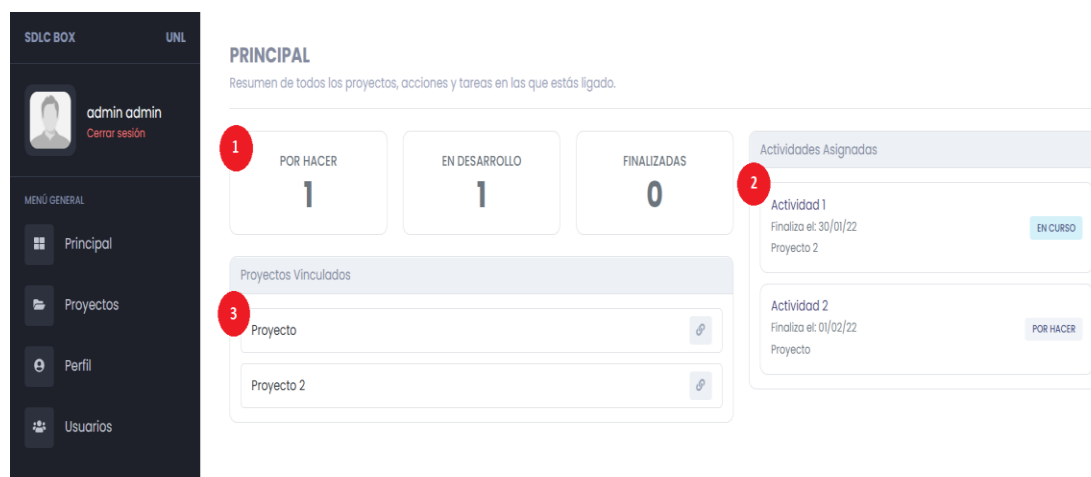 SDLC BOX UNL
admin admin
Cerrar sesión
MENÚ GENERAL
Principal
Proyectos
Perfil
Usuarios
PRINCIPAL
Resumen de todos los proyectos, acciones y tareas en las que estás ligado.
1
POR HACER
1
EN DESARROLLO
1
FINALIZADAS
0
3
Proyectos Vinculados
Proyecto
Proyecto 2
Actividades Asignadas
2
Actividad 1
Finaliza el: 30/01/22
Proyecto 2
EN CURSO
Actividad 2
Finaliza el: 01/02/22
Proyecto
POR HACER